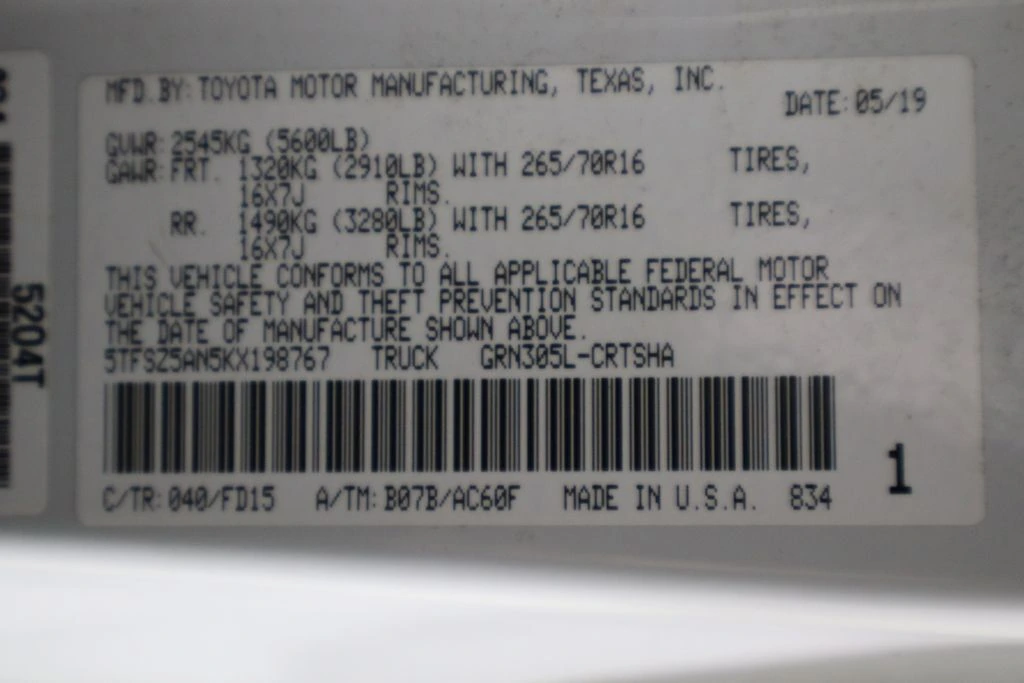 MFD.BY: TOYOTA MOTOR MANUFACTURING, TEXAS, INC.
DATE: 05/19
GVWR: 2545KG (5600LB)
GAWR: FRT. 1320KG (2910LB) WITH 265/70R16 TIRES,
16X7J RIMS.
RR. 1490KG (3280LB) WITH 265/70R16 TIRES,
16X7J RIMS.
THIS VEHICLE CONFORMS TO ALL APPLICABLE FEDERAL MOTOR
VEHICLE SAFETY AND THEFT PREVENTION STANDARDS IN EFFECT ON
THE DATE OF MANUFACTURE SHOWN ABOVE.
5TFSZ5AN5KX198767 TRUCK GRN305L-CRTSHA
C/TR: 040/FD15 A/TM: B07B/AC60F MADE IN U.S.A. 834
1
5204T